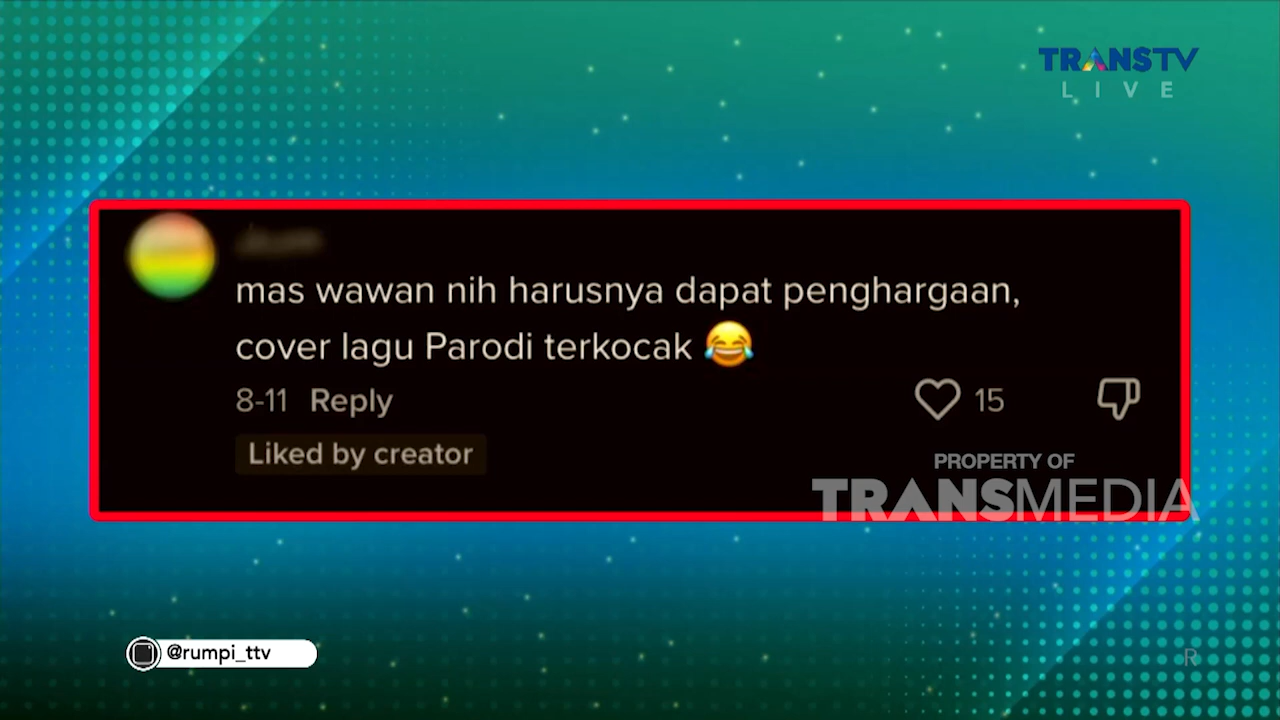 TRANSTV
LIVE
mas wawan nih harusnya dapat penghargaan,
cover lagu Parodi terkocak 😂
8-11 Reply
15
Liked by creator
PROPERTY OF
TRANSMEDIA
@rumpi_ttv
R